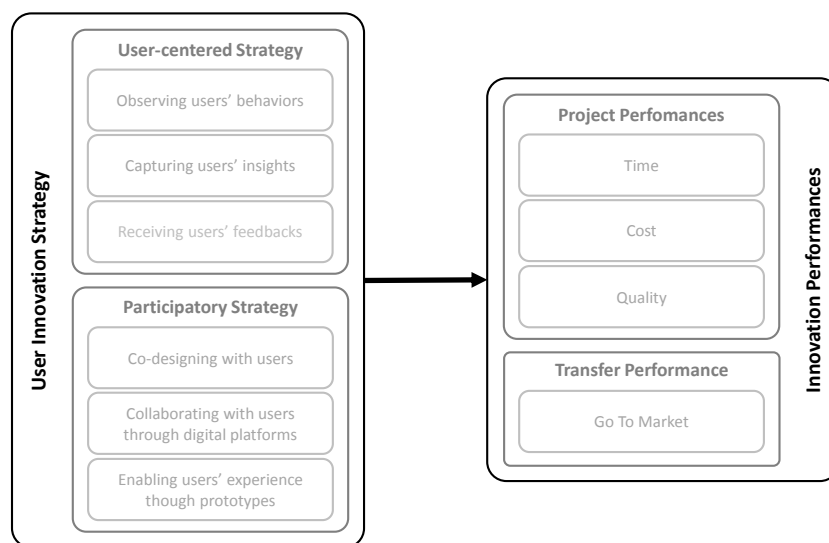 User Innovation Strategy
User-centered Strategy
Observing users' behaviors
Capturing users' insights
Receiving users' feedbacks
Participatory Strategy
Co-designing with users
Collaborating with users
through digital platforms
Enabling users' experience
though prototypes
Project Perfomances
Time
Cost
Quality
Transfer Performance
Go To Market
Innovation Performances